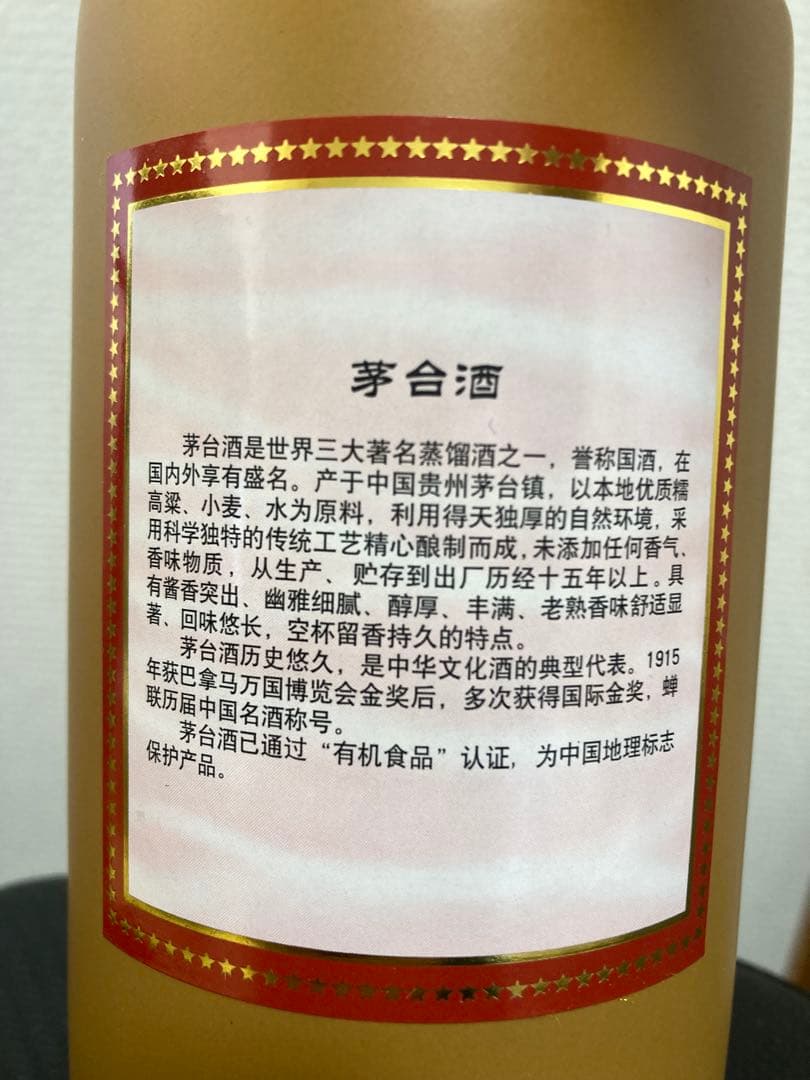 茅台酒
茅台酒是世界三大著名蒸馏酒之一，誉称国酒，在
国内外享有盛名。产于中国贵州茅台镇，以本地优质糯
高粱、小麦、水为原料，利用得天独厚的自然环境，采
用科学独特的传统工艺精心酿制而成，未添加任何香气、
香味物质，从生产、贮存到出厂历经十五年以上。具
有酱香突出、幽雅细腻、醇厚、丰满、老熟香味舒适显
著、回味悠长，空杯留香持久的特点。
茅台酒历史悠久，是中华文化酒的典型代表。1915
年获巴拿马万国博览会金奖后，多次获得国际金奖，蝉
联历届中国名酒称号。
茅台酒已通过“有机食品”认证，为中国地理标志
保护产品。